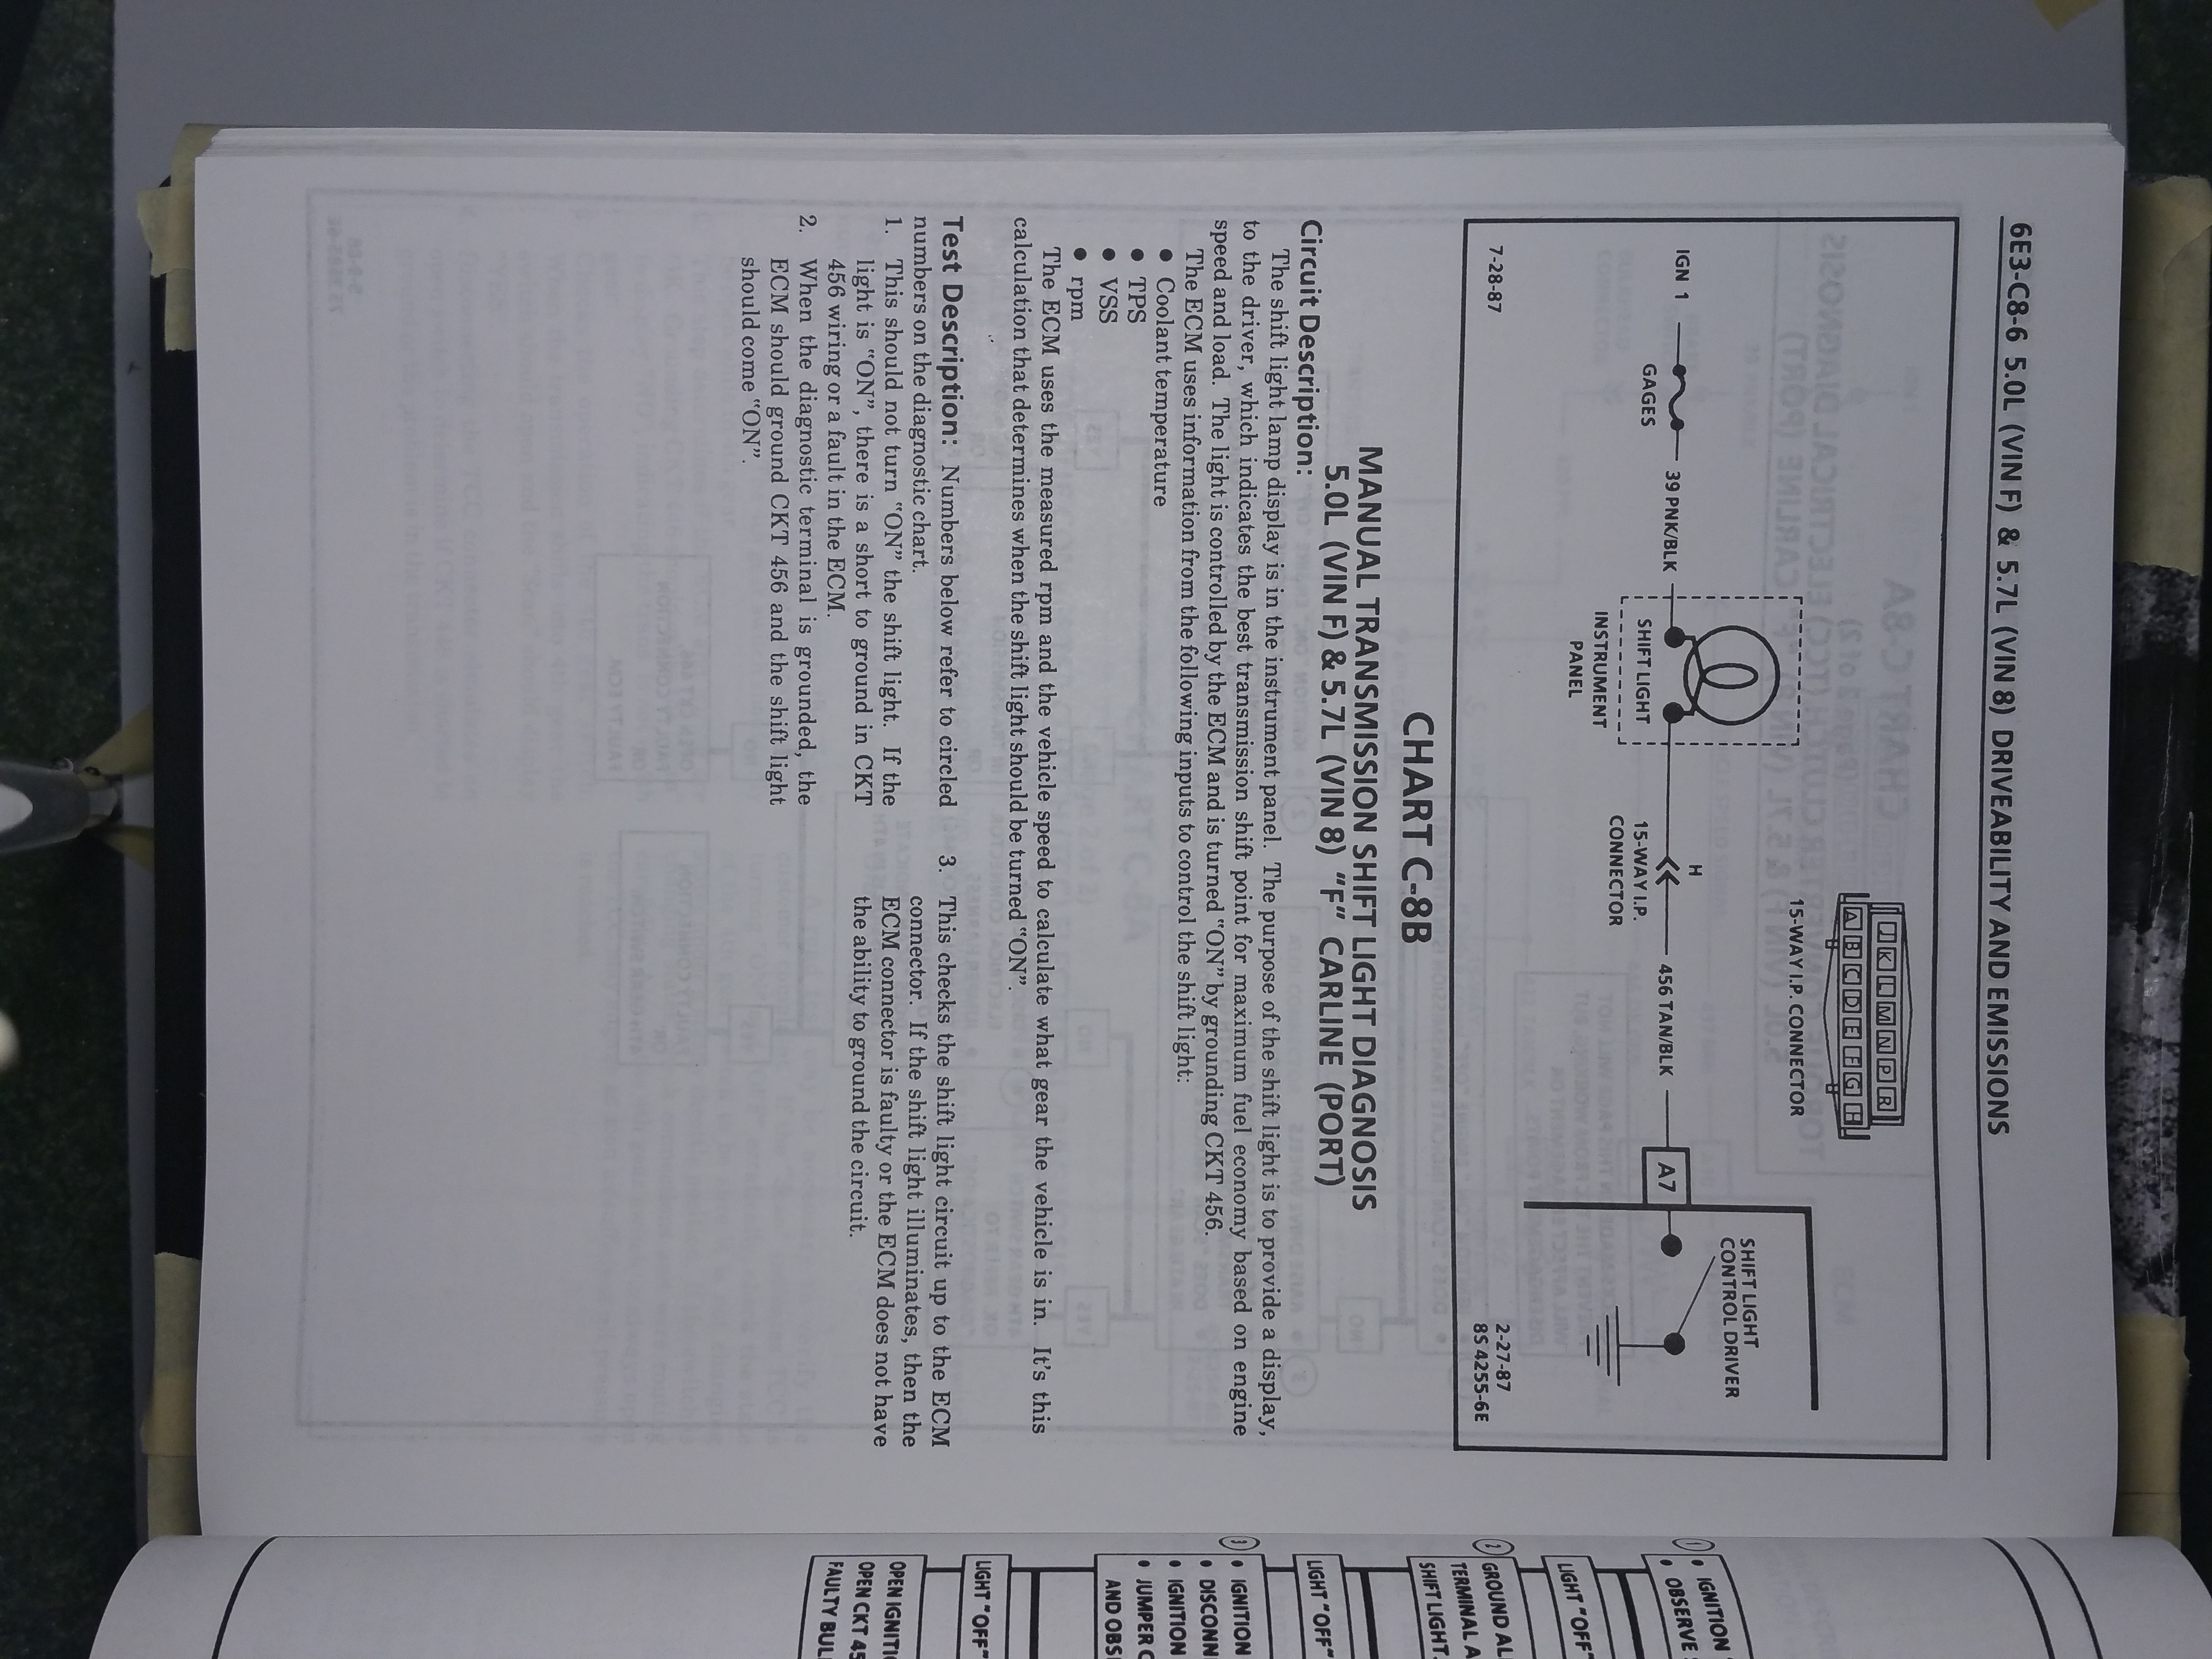 6E3-C8-6 5.0L (VIN F) & 5.7L (VIN 8) DRIVEABILITY AND EMISSIONS
J K L M N P R
A B C D E F G H
15-WAY I.P. CONNECTOR
IGN 1
GAGES
39 PNK/BLK
SHIFT LIGHT
INSTRUMENT
PANEL
H
15-WAY I.P.
CONNECTOR
456 TAN/BLK
A7
SHIFT LIGHT
CONTROL DRIVER
7-28-87
2-27-87
8S 4255-6E
CHART C-8B
MANUAL TRANSMISSION SHIFT LIGHT DIAGNOSIS
5.0L (VIN F) & 5.7L (VIN 8) "F" CARLINE (PORT)
Circuit Description:
The shift light lamp display is in the instrument panel. The purpose of the shift light is to provide a display,
to the driver, which indicates the best transmission shift point for maximum fuel economy based on engine
speed and load. The light is controlled by the ECM and is turned "ON" by grounding CKT 456.
The ECM uses information from the following inputs to control the shift light:
● Coolant temperature
● TPS
● VSS
● rpm
The ECM uses the measured rpm and the vehicle speed to calculate what gear the vehicle is in. It's this
calculation that determines when the shift light should be turned "ON".
Test Description: Numbers below refer to circled
numbers on the diagnostic chart.
1. This should not turn "ON" the shift light. If the
light is "ON", there is a short to ground in CKT
456 wiring or a fault in the ECM.
2. When the diagnostic terminal is grounded, the
ECM should ground CKT 456 and the shift light
should come "ON".
3. This checks the shift light circuit up to the ECM
connector. If the shift light illuminates, then the
ECM connector is faulty or the ECM does not have
the ability to ground the circuit.
1 • IGNITION
• OBSERVE
LIGHT "OFF"
2 GROUND
TERMINAL
SHIFT LIGHT
LIGHT "OFF"
3 • IGNITION
•
• IGNITION
• JUMPER
AND
LIGHT "OFF"
OPEN
OPEN CKT
FAULTY